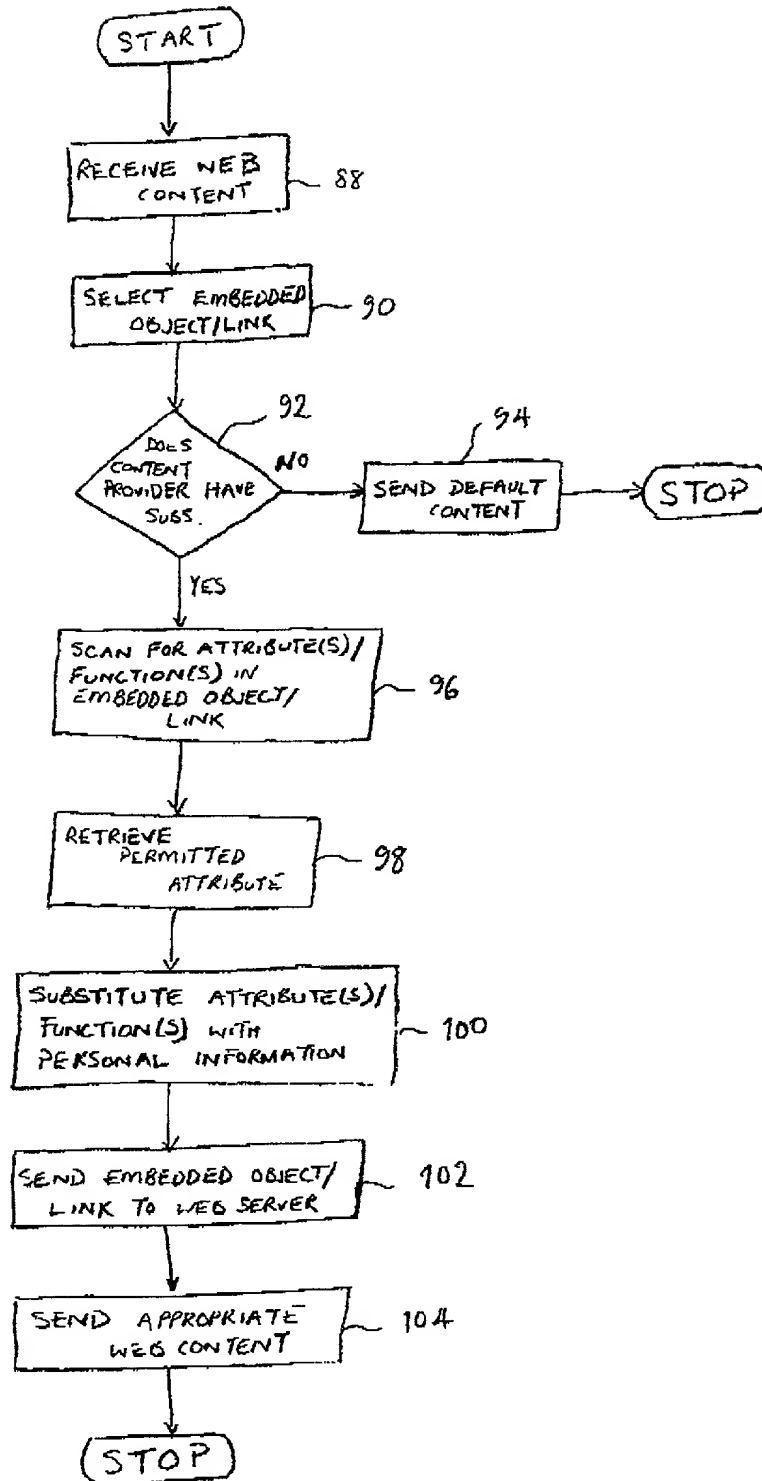 START
RECEIVE WEB
CONTENT
88
SELECT EMBEDDED
OBJECT/LINK
90
92
DOES
CONTENT
PROVIDER HAVE
SUBS.
NO
94
SEND DEFAULT
CONTENT
STOP
YES
SCAN FOR ATTRIBUTE(S)/
FUNCTION(S) IN
EMBEDDED OBJECT/
LINK
96
RETRIEVE
PERMITTED
ATTRIBUTE
98
SUBSTITUTE ATTRIBUTE(S)/
FUNCTION(S) WITH
PERSONAL INFORMATION
100
SEND EMBEDDED OBJECT/
LINK TO WEB SERVER
102
SEND APPROPRIATE
WEB CONTENT
104
STOP